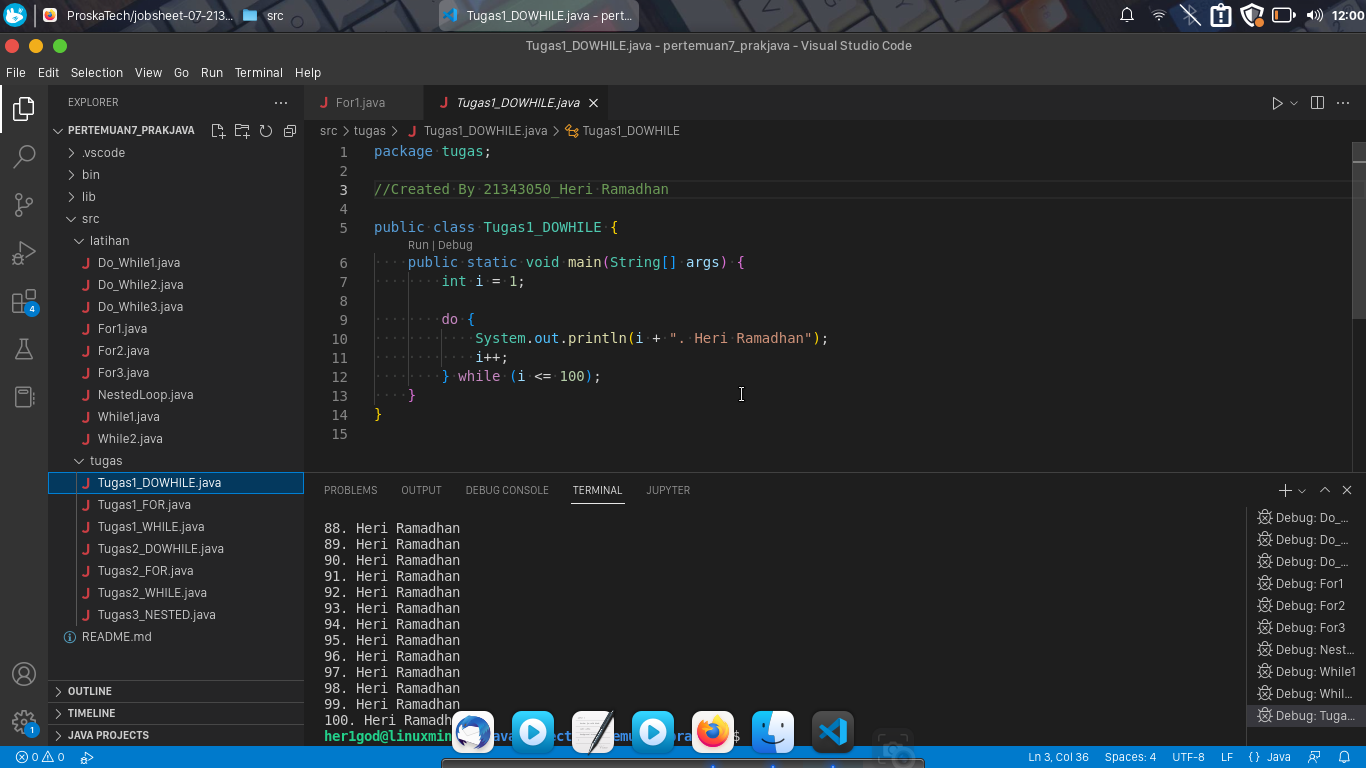 ProskaTech/jobsheet-07-213...
src
Tugas1_DOWHILE.java - pert...
12:00
Tugas1_DOWHILE.java - pertemuan7_prakjava - Visual Studio Code
File Edit Selection View Go Run Terminal Help
EXPLORER
PERTEMUAN7_PRAKJAVA
.vscode
bin
lib
src
latihan
Do_While1.java
Do_While2.java
Do_While3.java
For1.java
For2.java
For3.java
NestedLoop.java
While1.java
While2.java
tugas
Tugas1_DOWHILE.java
Tugas1_FOR.java
Tugas1_WHILE.java
Tugas2_DOWHILE.java
Tugas2_FOR.java
Tugas2_WHILE.java
Tugas3_NESTED.java
README.md
OUTLINE
TIMELINE
JAVA PROJECTS
4
1
For1.java
Tugas1_DOWHILE.java
src > tugas > Tugas1_DOWHILE.java > Tugas1_DOWHILE
1 package tugas;
2
3 //Created By 21343050_Heri Ramadhan
4
5 public class Tugas1_DOWHILE {
Run | Debug
6 public static void main(String[] args) {
7 int i = 1;
8
9 do {
10 System.out.println(i + ". Heri Ramadhan");
11 i++;
12 } while (i <= 100);
13 }
14 }
15
PROBLEMS OUTPUT DEBUG CONSOLE TERMINAL JUPYTER
88. Heri Ramadhan
89. Heri Ramadhan
90. Heri Ramadhan
91. Heri Ramadhan
92. Heri Ramadhan
93. Heri Ramadhan
94. Heri Ramadhan
95. Heri Ramadhan
96. Heri Ramadhan
97. Heri Ramadhan
98. Heri Ramadhan
99. Heri Ramadhan
100. Heri Ramadh
her1god@linuxmin $
Debug: Do_...
Debug: Do_...
Debug: Do_...
Debug: For1
Debug: For2
Debug: For3
Debug: Nest...
Debug: While1
Debug: Whil...
Debug: Tuga...
0 0
Ln 3, Col 36 Spaces: 4 UTF-8 LF {} Java